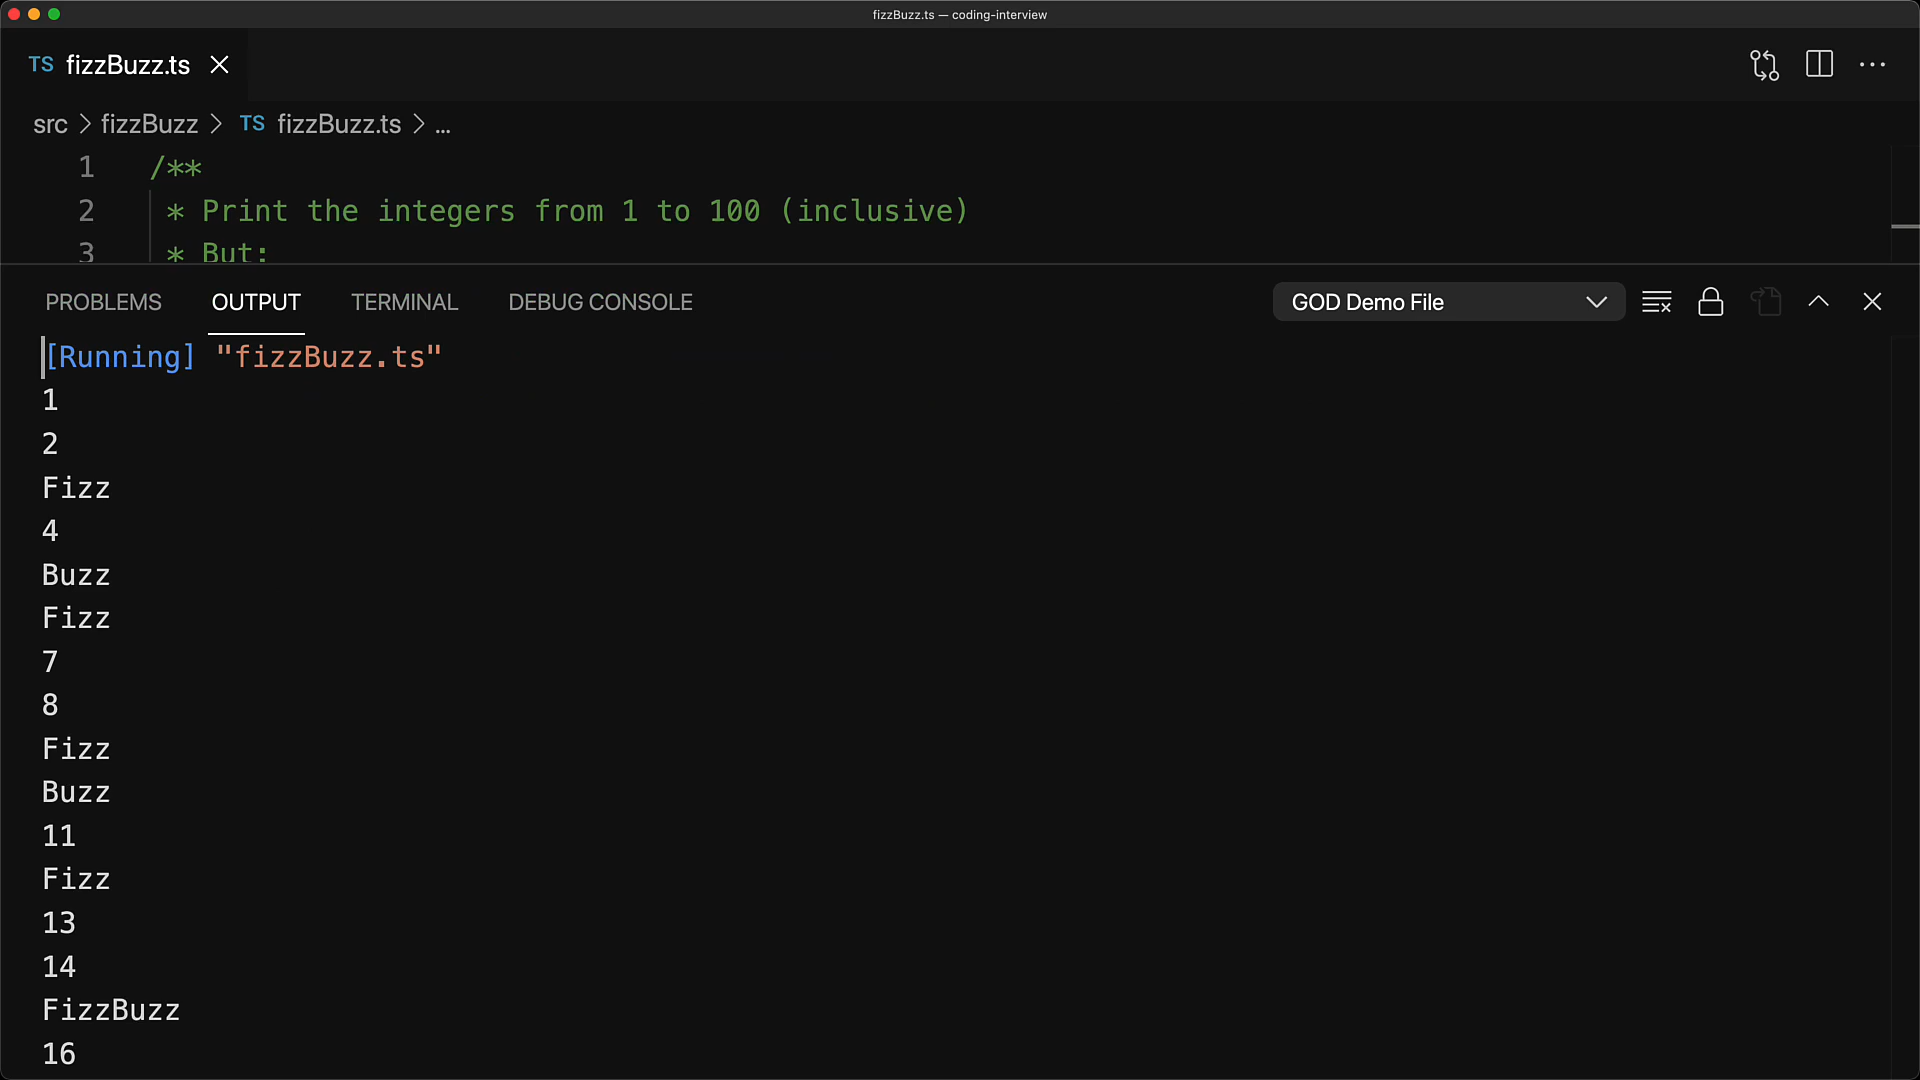 fizzBuzz.ts — coding-interview
TS fizzBuzz.ts
src > fizzBuzz > TS fizzBuzz.ts > ...
1 /**
2 * Print the integers from 1 to 100 (inclusive)
3 * But:
PROBLEMS OUTPUT TERMINAL DEBUG CONSOLE GOD Demo File
[Running] "fizzBuzz.ts"
1
2
Fizz
4
Buzz
Fizz
7
8
Fizz
Buzz
11
Fizz
13
14
FizzBuzz
16